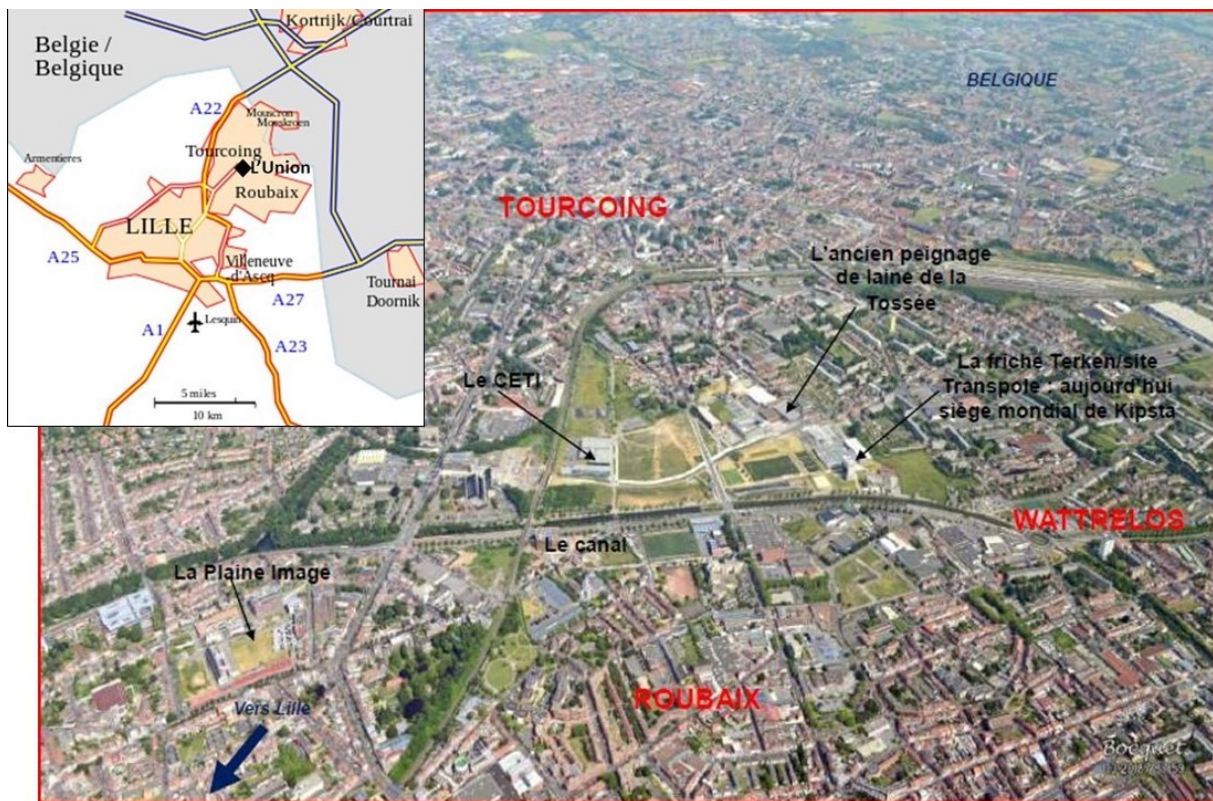 Kortrijk/Courtrai
Belgie /
Belgique
A22
Mouscron
Mouskroen
Armentieres
Tourcoing
L'Union
Roubaix
LILLE
A25
Villeneuve
-d'Ascq
Tournai
Doornik
A27
A1
Lesquin
A23
5 miles
10 km
BELGIQUE
TOURCOING
L'ancien peignage
de laine de la
Tossée
Le CETI
La friche Terken/site
Transpole : aujourd'hui
siège mondial de Kipsta
WATTRELOS
Le canal
La Plaine Image
ROUBAIX
Vers Lille
Bocquet